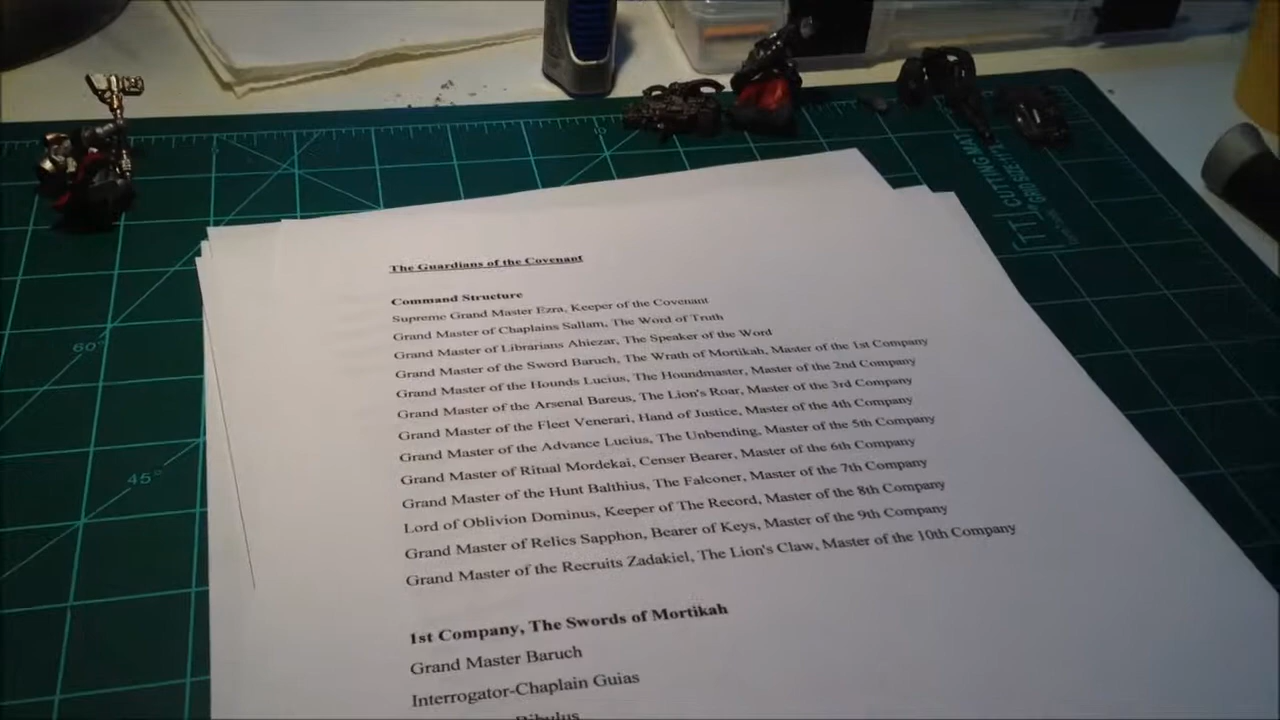 The Guardians of the Covenant
Command Structure
Supreme Grand Master Ezra, Keeper of the Covenant
Grand Master of Chaplains Sallam, The Word of Truth
Grand Master of Librarians Ahiezar, The Speaker of the Word
Grand Master of the Sword Baruch, The Wrath of Mortikah, Master of the 1st Company
Grand Master of the Hounds Lucius, The Houndmaster, Master of the 2nd Company
Grand Master of the Arsenal Bareus, The Lion's Roar, Master of the 3rd Company
Grand Master of the Fleet Venerari, Hand of Justice, Master of the 4th Company
Grand Master of the Advance Lucius, The Unbending, Master of the 5th Company
Grand Master of Ritual Mordekai, Censer Bearer, Master of the 6th Company
Grand Master of the Hunt Balthius, The Falconer, Master of the 7th Company
Lord of Oblivion Dominus, Keeper of The Record, Master of the 8th Company
Grand Master of Relics Sapphon, Bearer of Keys, Master of the 9th Company
Grand Master of the Recruits Zadakiel, The Lion's Claw, Master of the 10th Company
1st Company, The Swords of Mortikah
Grand Master Baruch
Interrogator-Chaplain Guias
60°
45°
CUTTING MAT